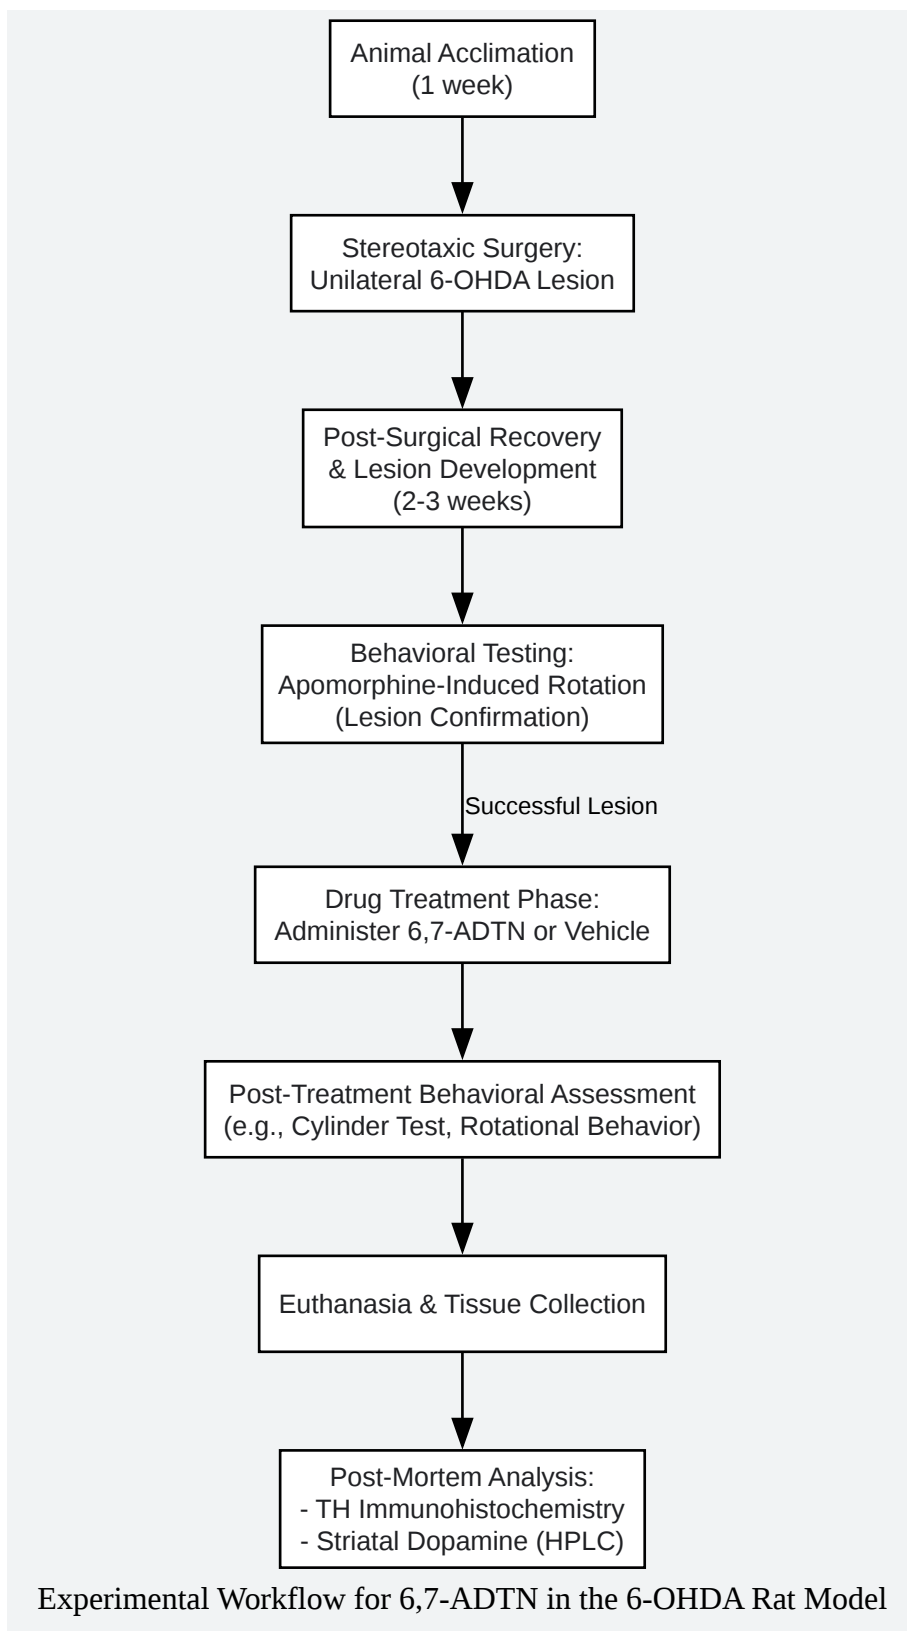 Animal Acclimation
(1 week)
Stereotaxic Surgery:
Unilateral 6-OHDA Lesion
Post-Surgical Recovery
& Lesion Development
(2-3 weeks)
Behavioral Testing:
Apomorphine-Induced Rotation
(Lesion Confirmation)
Successful Lesion
Drug Treatment Phase:
Administer 6,7-ADTN or Vehicle
Post-Treatment Behavioral Assessment
(e.g., Cylinder Test, Rotational Behavior)
Euthanasia & Tissue Collection
Post-Mortem Analysis:
- TH Immunohistochemistry
- Striatal Dopamine (HPLC)
Experimental Workflow for 6,7-ADTN in the 6-OHDA Rat Model